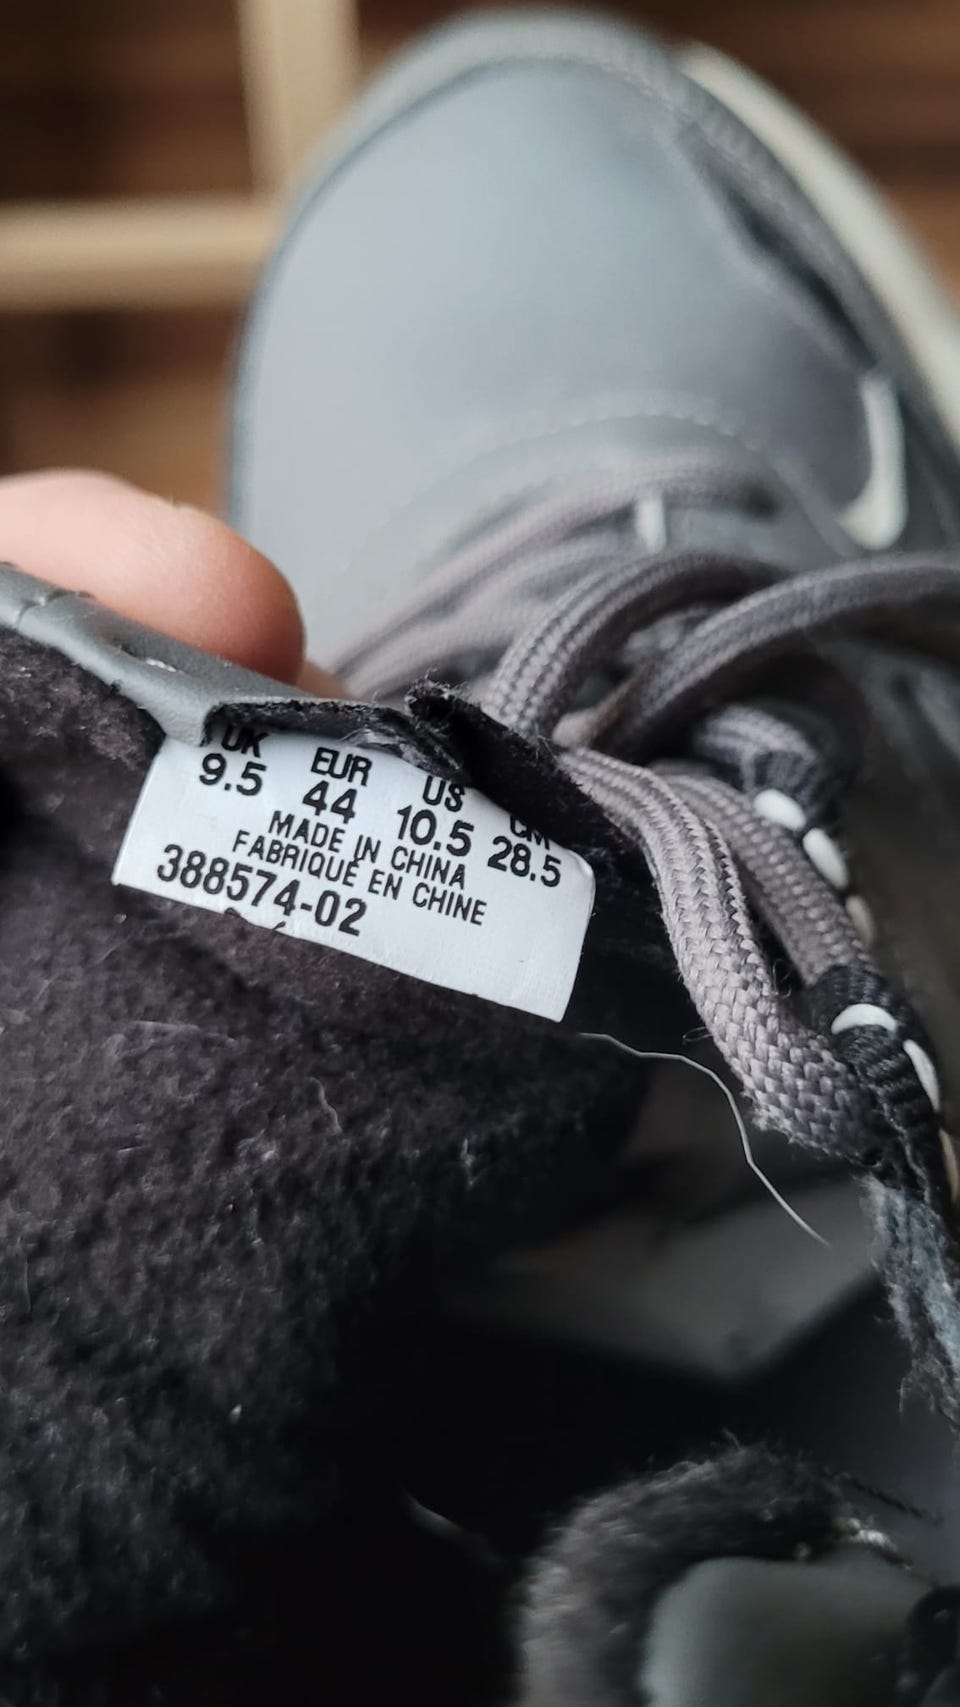 UK EUR US CM
9.5 44 10.5 28.5
MADE IN CHINA
FABRIQUÉ EN CHINE
388574-02